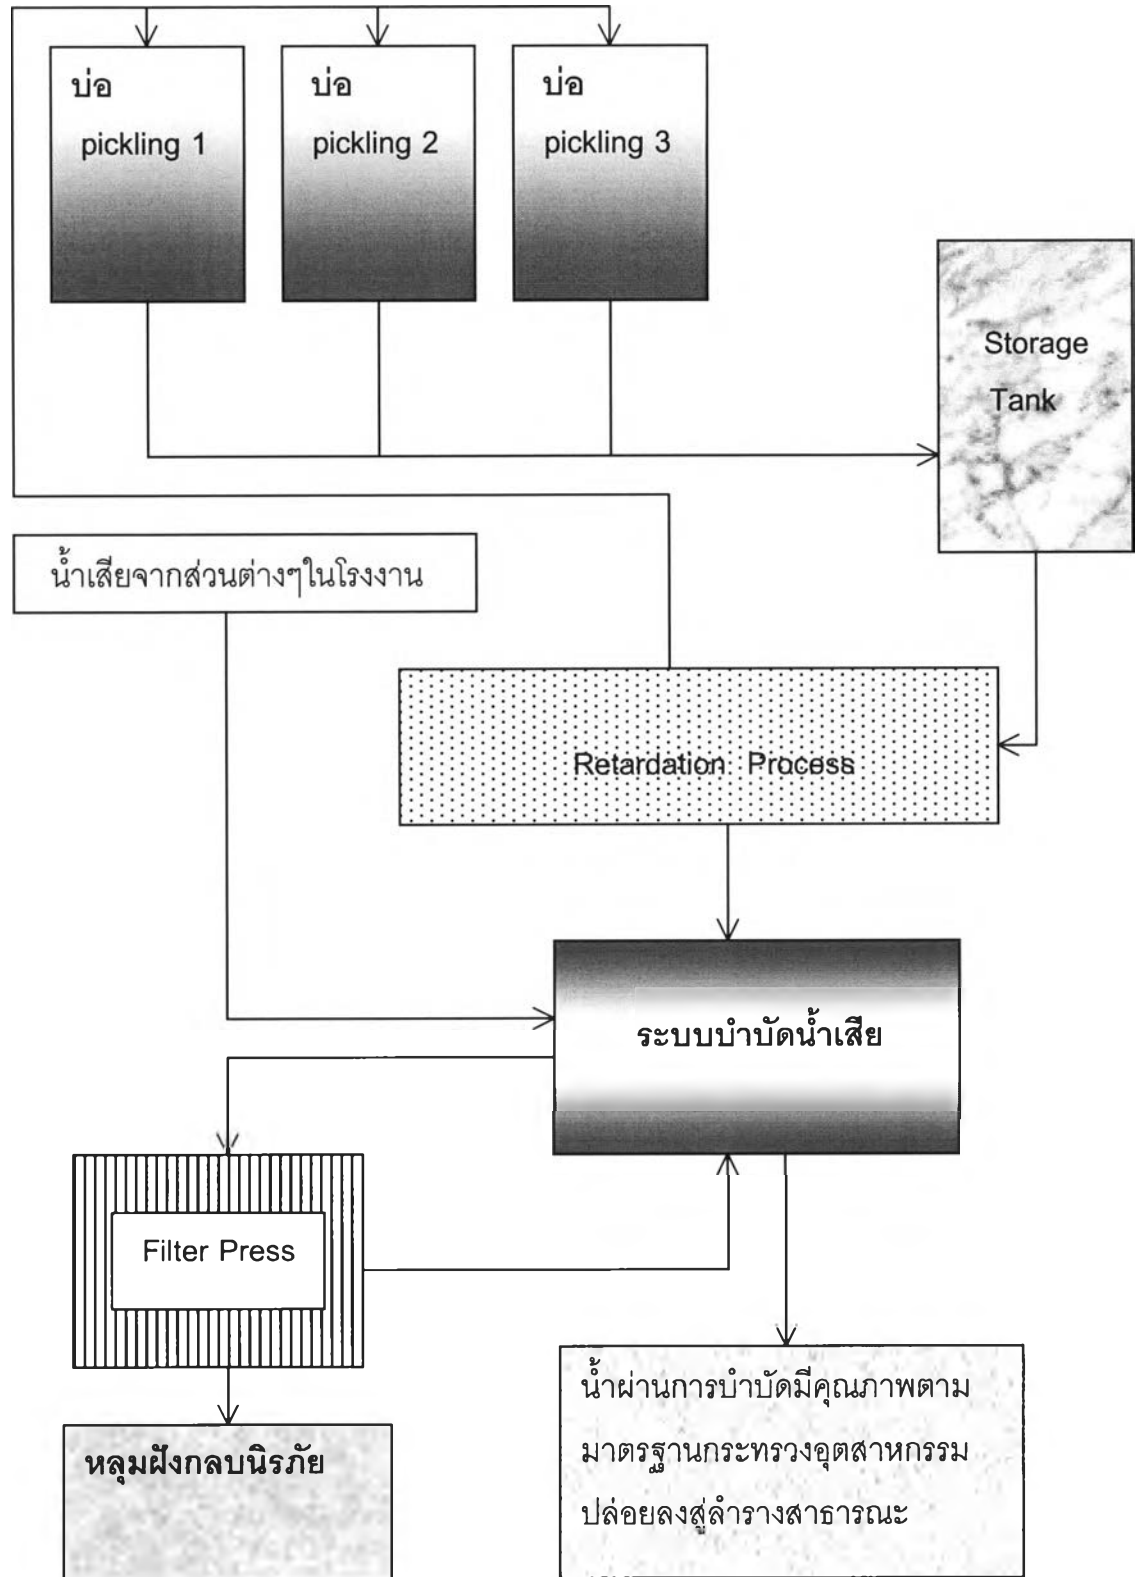 บ่อ
pickling 1
บ่อ
pickling 2
บ่อ
pickling 3
Storage
Tank
น้ำเสียจากส่วนต่างๆในโรงงาน
Retardation Process
ระบบบำบัดน้ำเสีย
Filter Press
หลุมฝังกลบนิรภัย
น้ำผ่านการบำบัดมีคุณภาพตาม
มาตรฐานกระทรวงอุตสาหกรรม
ปล่อยลงสู่ลำรางสาธารณะ